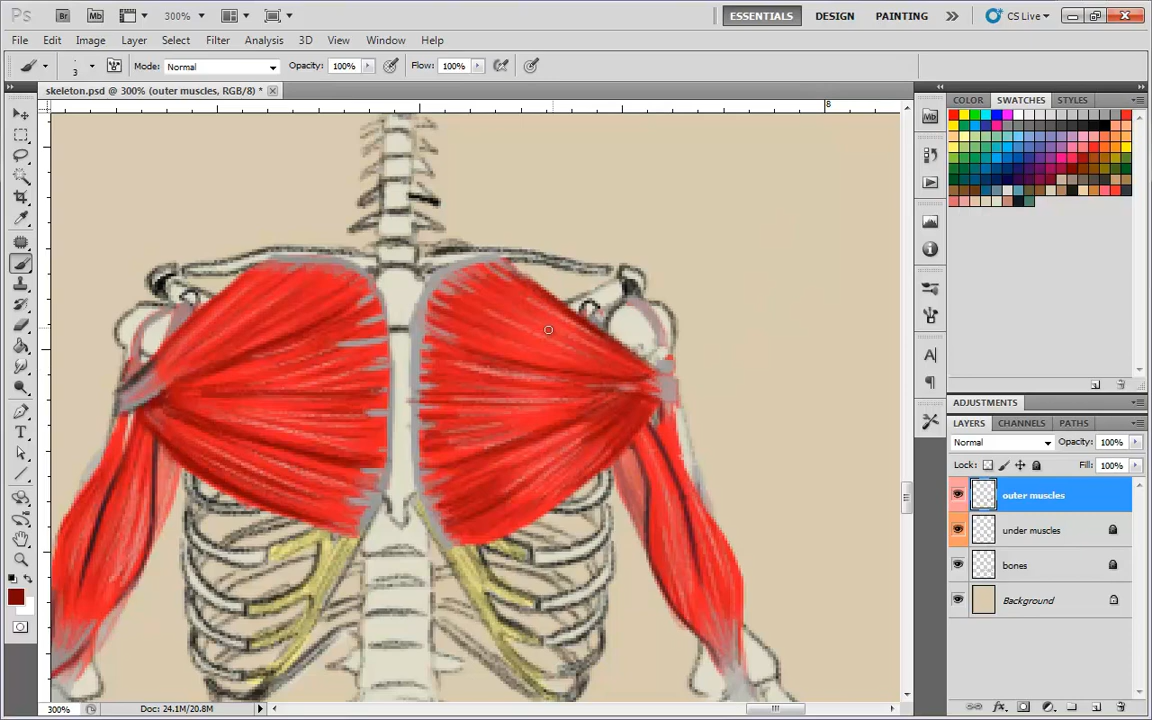 Ps Br Mb 300% ESSENTIALS DESIGN PAINTING CS Live
File Edit Image Layer Select Filter Analysis 3D View Window Help
3 Mode: Normal Opacity: 100% Flow: 100%
skeleton.psd @ 300% (outer muscles, RGB/8) *
8
COLOR SWATCHES STYLES
ADJUSTMENTS
LAYERS CHANNELS PATHS
Normal Opacity: 100%
Lock: Fill: 100%
outer muscles
under muscles
bones
Background
300% Doc: 24.1M/20.8M